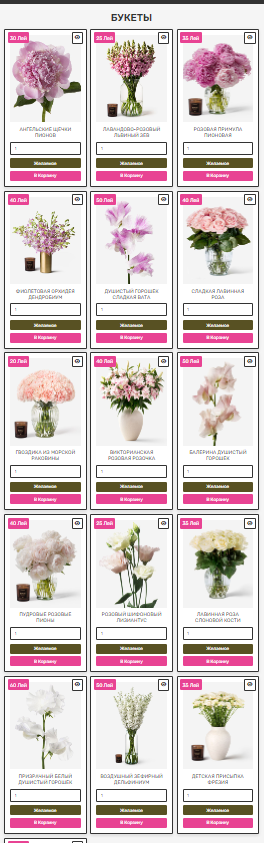 БУКЕТЫ
30 Лей
25 Лей
35 Лей
АНГЕЛЬСКИЕ ЩЕЧКИ
ПИОНОВ
ЛАВАНДОВО-РОЗОВЫЙ
ЛЬВИНЫЙ ЗЕВ
РОЗОВАЯ ПРИМУЛА
ПИОНОВАЯ
1
1
1
Желаемое
Желаемое
Желаемое
В Корзину
В Корзину
В Корзину
40 Лей
50 Лей
40 Лей
ФИОЛЕТОВАЯ ОРХИДЕЯ
ДЕНДРОБИУМ
ДУШИСТЫЙ ГОРОШЕК
СЛАДКАЯ ВАТА
СЛАДКАЯ ЛАВИННАЯ
РОЗА
1
1
1
Желаемое
Желаемое
Желаемое
В Корзину
В Корзину
В Корзину
20 Лей
40 Лей
50 Лей
ГВОЗДИКА ИЗ МОРСКОЙ
РАКОВИНЫ
ВИКТОРИАНСКАЯ
РОЗОВАЯ РОЗОЧКА
БАЛЕРИНА ДУШИСТЫЙ
ГОРОШЕК
1
1
1
Желаемое
Желаемое
Желаемое
В Корзину
В Корзину
В Корзину
40 Лей
25 Лей
35 Лей
ПУДРОВЫЕ РОЗОВЫЕ
ПИОНЫ
РОЗОВЫЙ ШИФОНОВЫЙ
ЛИЗИАНТУС
ЛАВИННАЯ РОЗА
СЛОНОВОЙ КОСТИ
1
1
1
Желаемое
Желаемое
Желаемое
В Корзину
В Корзину
В Корзину
40 Лей
50 Лей
35 Лей
ПРИЗРАЧНЫЙ БЕЛЫЙ
ДУШИСТЫЙ ГОРОШЕК
ВОЗДУШНЫЙ ЗЕФИРНЫЙ
ДЕЛЬФИНИУМ
ДЕТСКАЯ ПРИСЫПКА
ФРЕЗИЯ
1
1
1
Желаемое
Желаемое
Желаемое
В Корзину
В Корзину
В Корзину